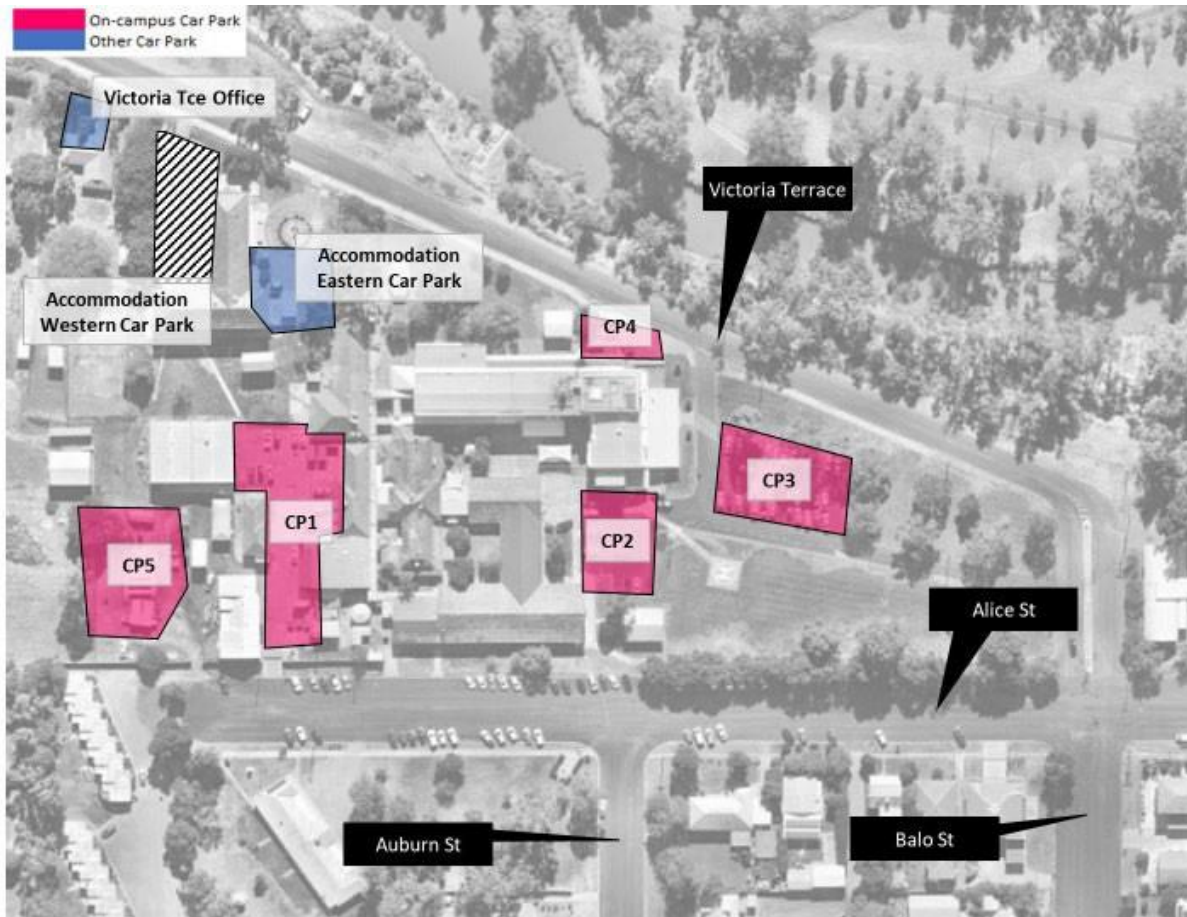 On-campus Car Park
Other Car Park
Victoria Tce Office
Victoria Terrace
Accommodation
Eastern Car Park
Accommodation
Western Car Park
CP4
CP3
CP1
CP2
CP5
Alice St
Auburn St
Balo St